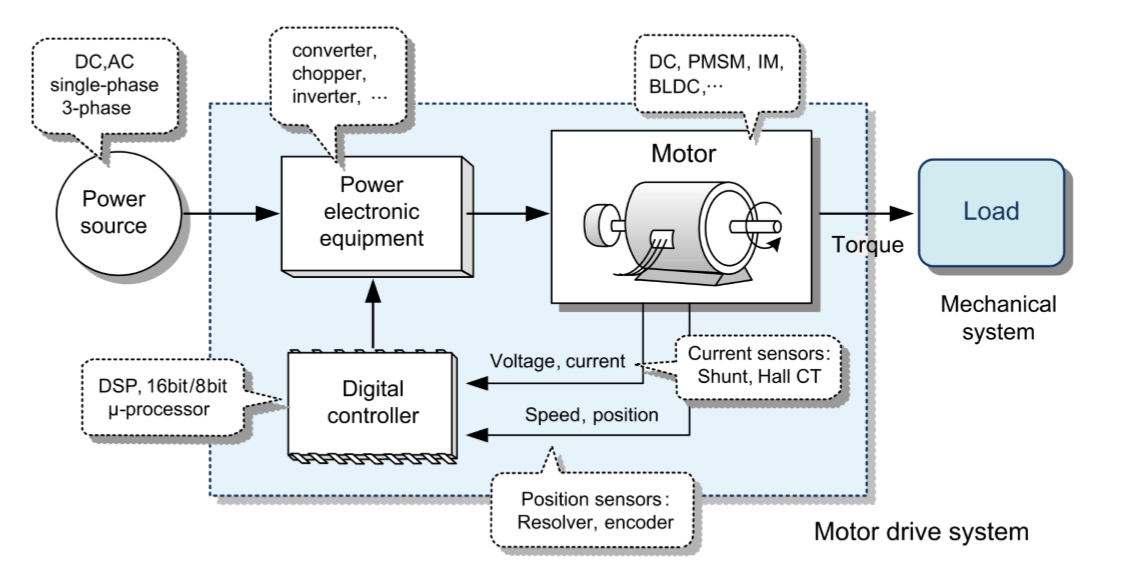 DC,AC
single-phase
3-phase
converter,
chopper,
inverter, ⋯
DC, PMSM, IM,
BLDC,⋯
Power
source
Power
electronic
equipment
Motor
Torque
Load
Mechanical
system
DSP, 16bit/8bit
μ-processor
Digital
controller
Voltage, current
Current sensors:
Shunt, Hall CT
Speed, position
Position sensors:
Resolver, encoder
Motor drive system